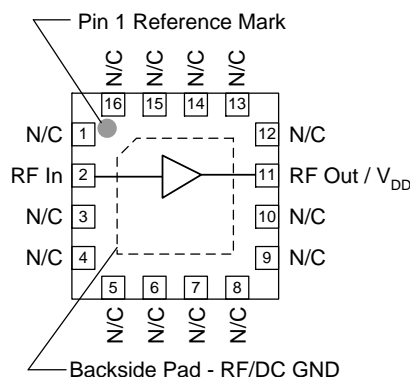 Pin 1 Reference Mark
N/C N/C N/C N/C
16 15 14 13
N/C 1 12 N/C
RF In 2 11 RF Out / VDD
N/C 3 10 N/C
N/C 4 9 N/C
5 6 7 8
N/C N/C N/C N/C
Backside Pad - RF/DC GND